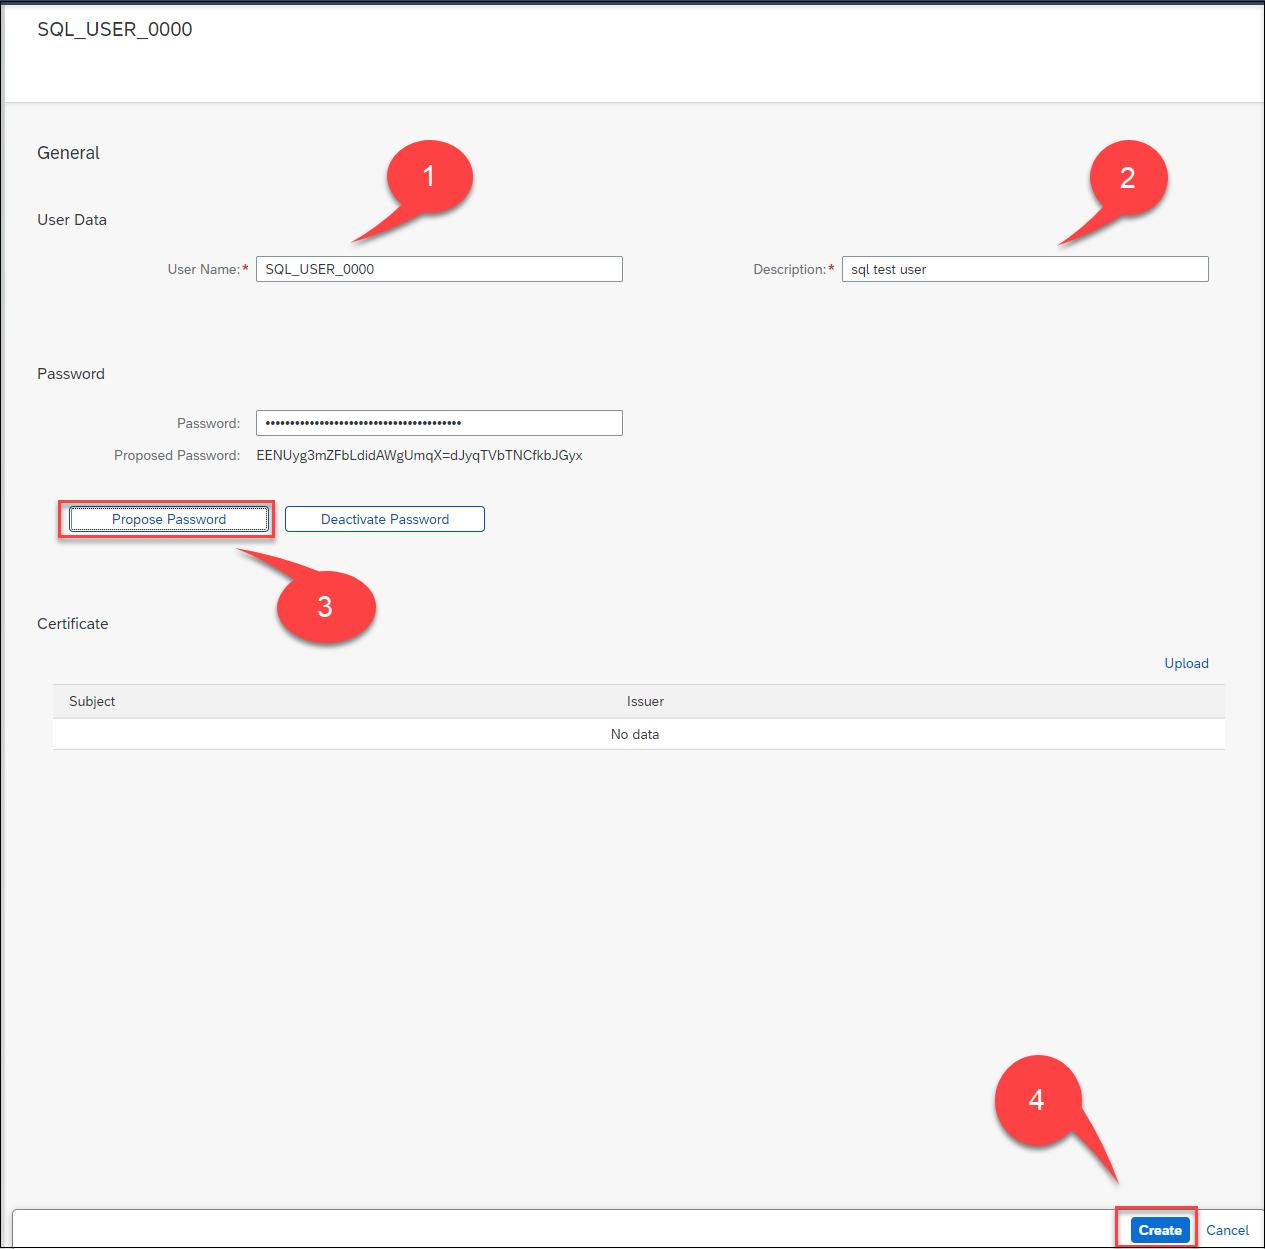 SQL_USER_0000
General
1
2
User Data
User Name:* SQL_USER_0000 Description:* sql test user
Password
Password: ••••••••••••••••••••••••••••••••••••••••
Proposed Password: EENUyg3mZFbLdidAWgUmqX=dJyqTVbTNCfkbJGyx
Propose Password Deactivate Password
3
Certificate
Upload
Subject Issuer
No data
4
Create Cancel